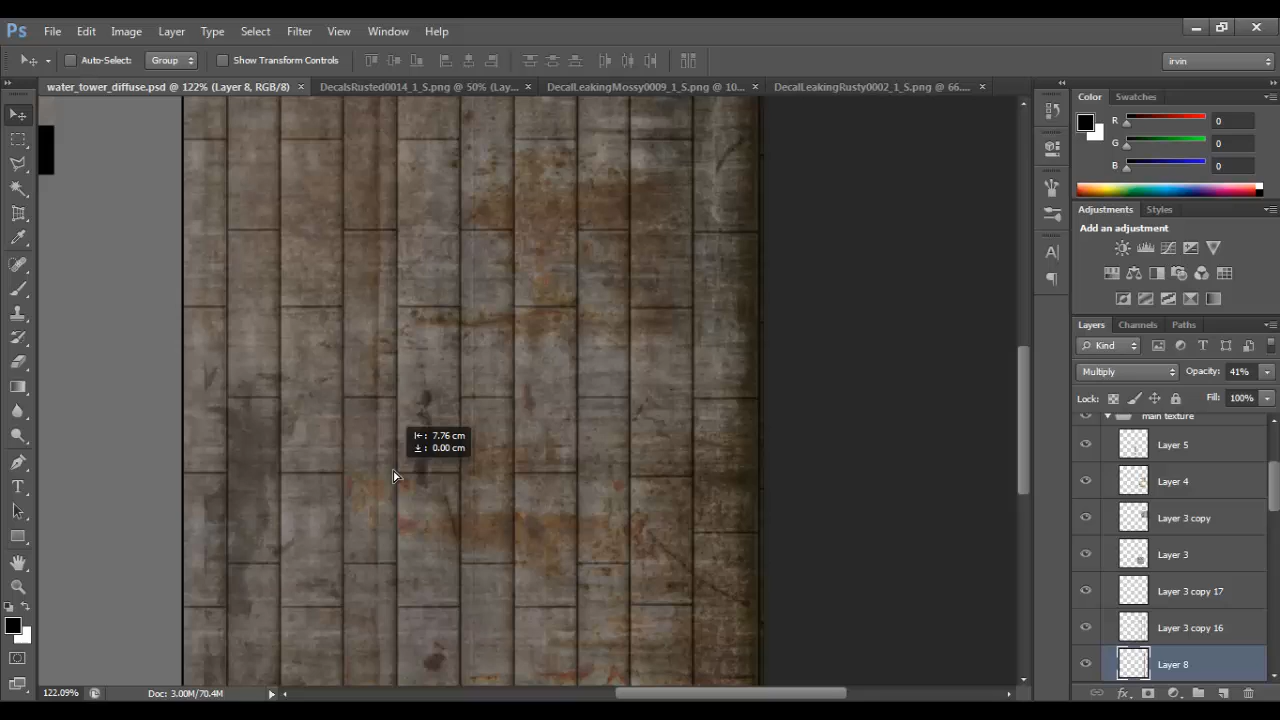 Ps File Edit Image Layer Type Select Filter View Window Help
Auto-Select: Group Show Transform Controls irvin
water_tower_diffuse.psd @ 122% (Layer 8, RGB/8) × DecalsRusted0014_1_S.png @ 50% (Lay... × DecalLeakingMossy0009_1_S.png @ 10... × DecalLeakingRusty0002_1_S.png @ 66.... ×
Color Swatches
R 0
G 0
B 0
Adjustments Styles
Add an adjustment
Layers Channels Paths
Kind
Multiply Opacity: 41%
Lock: Fill: 100%
main texture
Layer 5
Layer 4
Layer 3 copy
Layer 3
Layer 3 copy 17
Layer 3 copy 16
Layer 8
7.76 cm
0.00 cm
122.09% Doc: 3.00M/70.4M